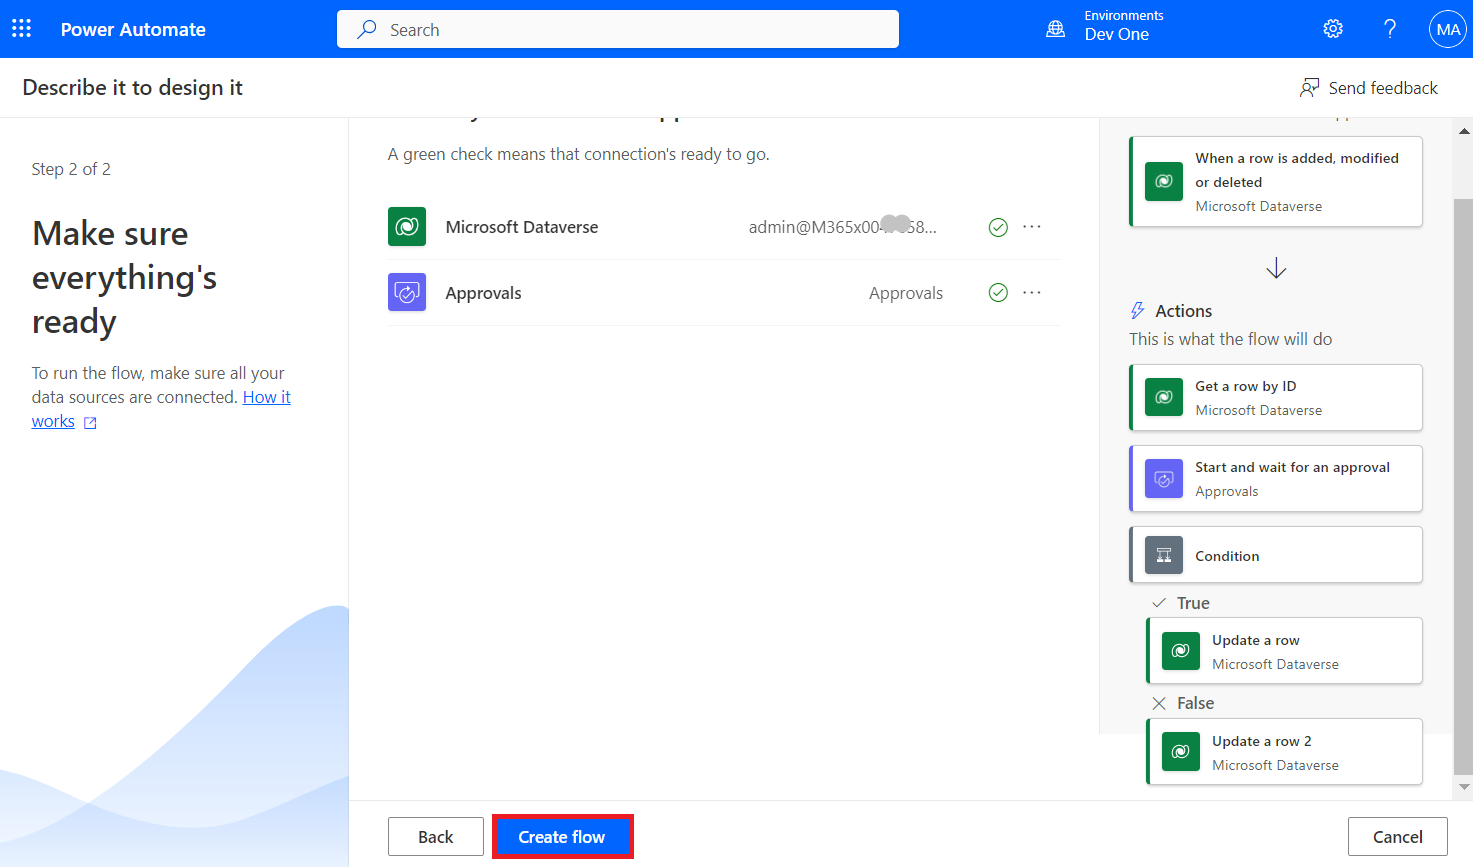 Power Automate
Search
Environments
Dev One
MA
Describe it to design it
Send feedback
Step 2 of 2
Make sure
everything's
ready
To run the flow, make sure all your
data sources are connected. How it
works
A green check means that connection's ready to go.
Microsoft Dataverse
Approvals
Approvals
When a row is added, modified
or deleted
Microsoft Dataverse
Actions
This is what the flow will do
Get a row by ID
Microsoft Dataverse
Start and wait for an approval
Approvals
Condition
True
Update a row
Microsoft Dataverse
False
Update a row 2
Microsoft Dataverse
Back
Create flow
Cancel